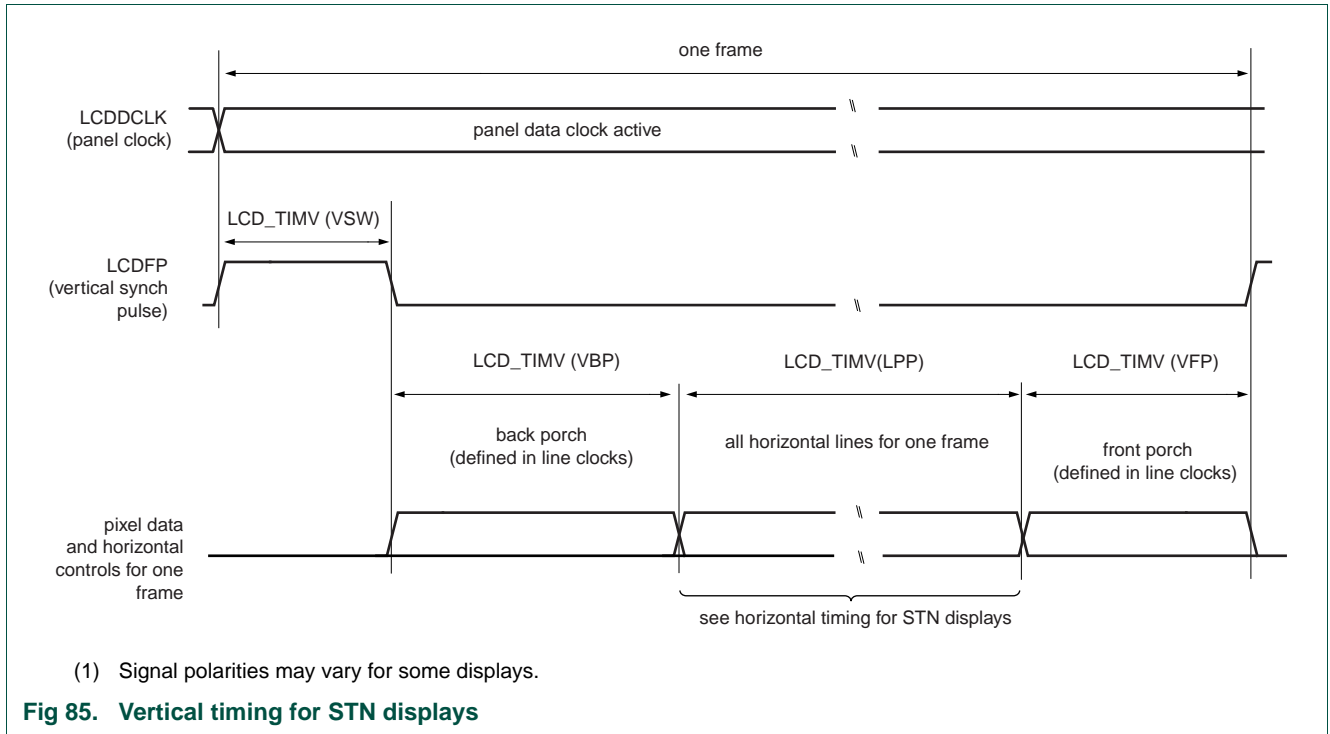 one frame
LCDDCLK
(panel clock)
panel data clock active
LCD_TIMV (VSW)
LCDFP
(vertical synch
pulse)
LCD_TIMV (VBP)
LCD_TIMV(LPP)
LCD_TIMV (VFP)
back porch
(defined in line clocks)
all horizontal lines for one frame
front porch
(defined in line clocks)
pixel data
and horizontal
controls for one
frame
see horizontal timing for STN displays
(1) Signal polarities may vary for some displays.
Fig 85. Vertical timing for STN displays